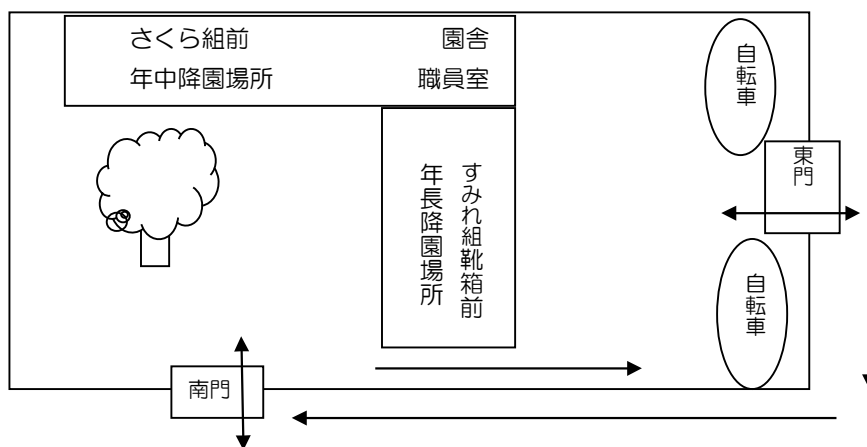 さくら組前
園舎
年中降園場所
職員室
すみれ組靴箱前
年長降園場所
自転車
東門
自転車
南門